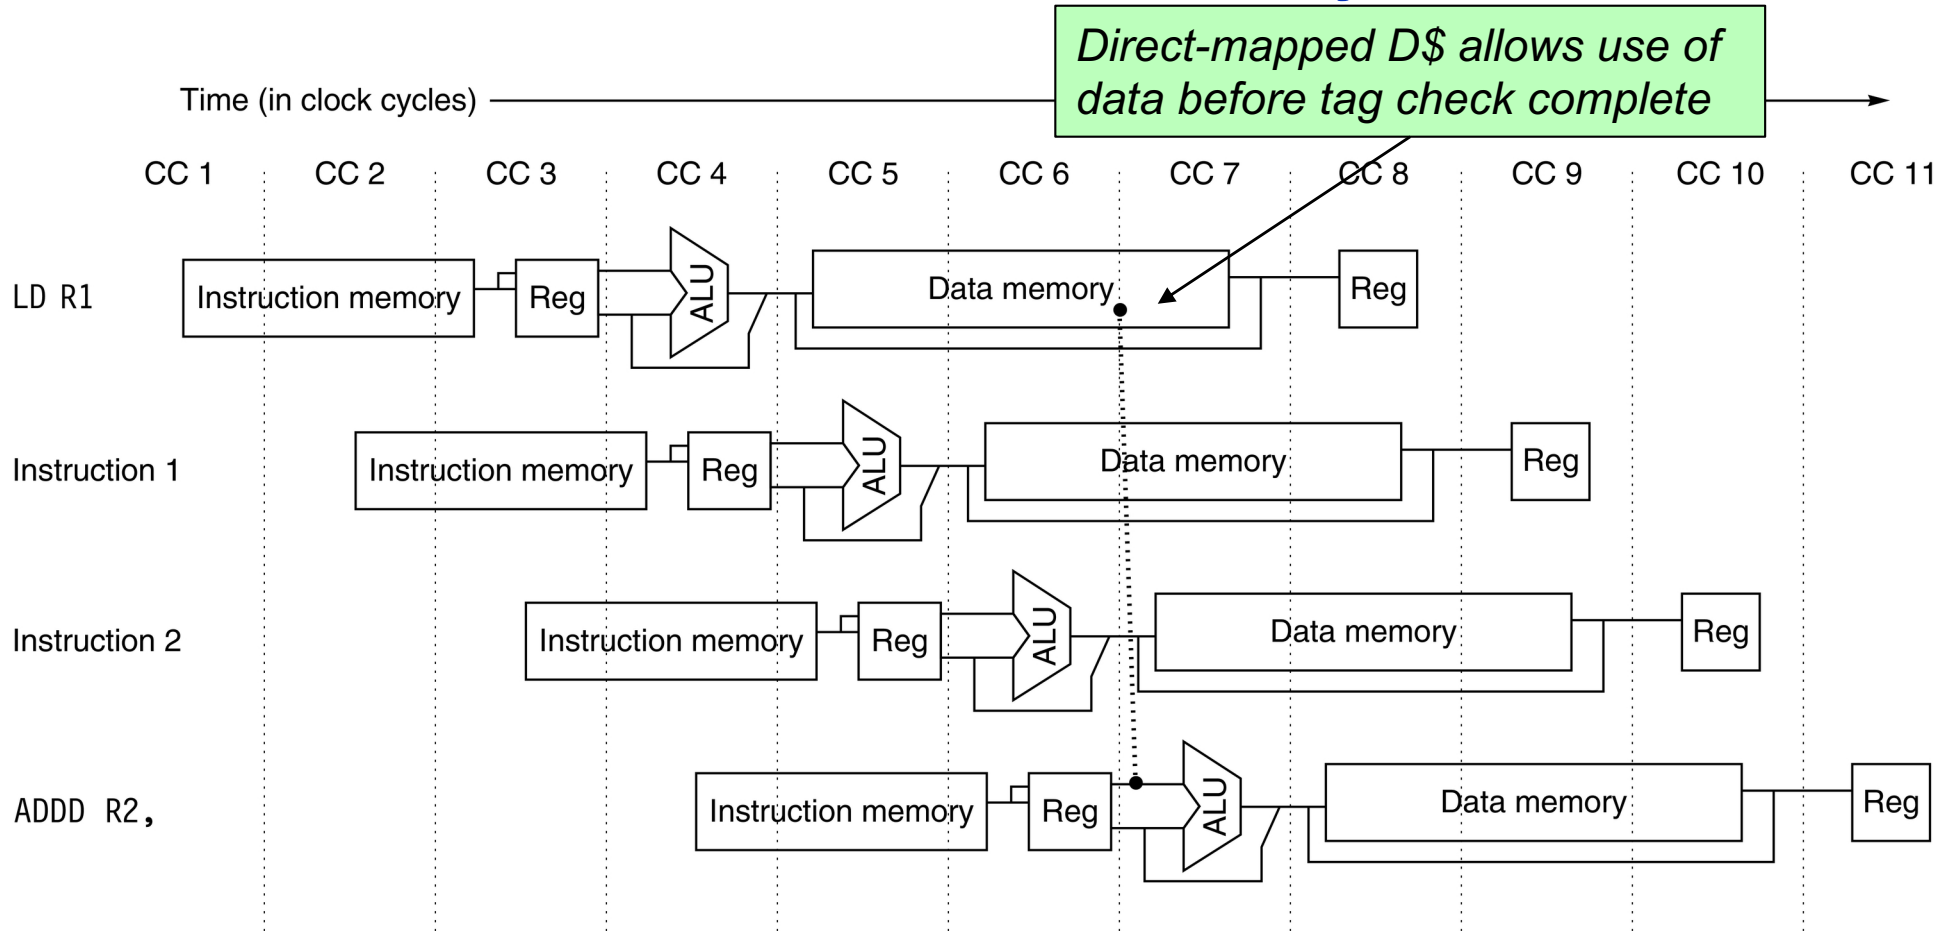 Direct-mapped D$ allows use of
data before tag check complete
Time (in clock cycles)
CC 1 CC 2 CC 3 CC 4 CC 5 CC 6 CC 7 CC 8 CC 9 CC 10 CC 11
LD R1 Instruction memory Reg ALU Data memory Reg
Instruction 1 Instruction memory Reg ALU Data memory Reg
Instruction 2 Instruction memory Reg ALU Data memory Reg
ADDD R2, Instruction memory Reg ALU Data memory Reg